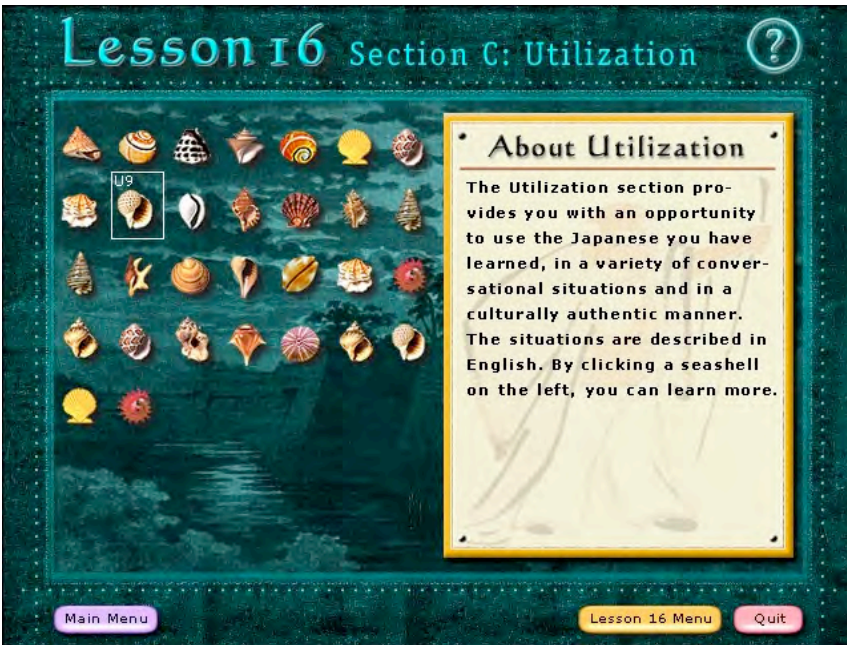 Lesson 16 Section C: Utilization
?
U9
About Utilization
The Utilization section pro-
vides you with an opportunity
to use the Japanese you have
learned, in a variety of conver-
sational situations and in a
culturally authentic manner.
The situations are described in
English. By clicking a seashell
on the left, you can learn more.
Main Menu
Lesson 16 Menu
Quit